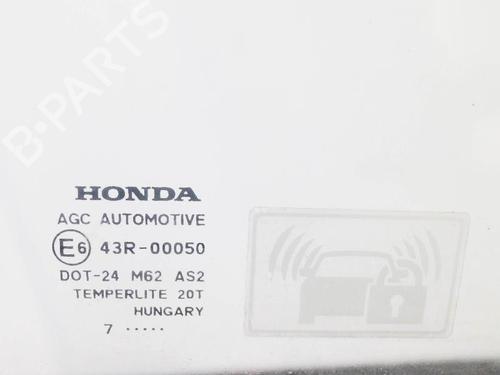 B-PARTS
HONDA
AGC AUTOMOTIVE
E6 43R-00050
DOT-24 M62 AS2
TEMPERLITE 20T
HUNGARY
7 .....